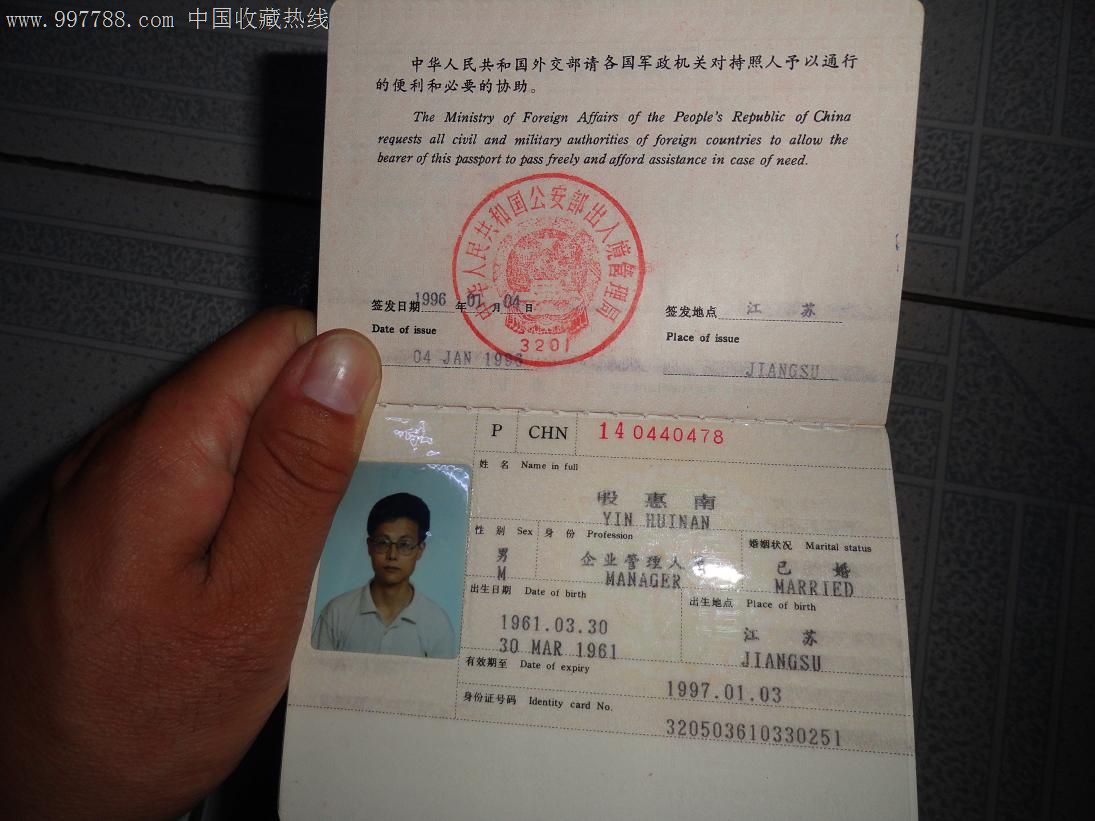 www.997788.com 中国收藏热线
中华人民共和国外交部请各国军政机关对持照人予以通行
的便利和必要的协助。
The Ministry of Foreign Affairs of the People's Republic of China
requests all civil and military authorities of foreign countries to allow the
bearer of this passport to pass freely and afford assistance in case of need.
中华人民共和国公安部出入境管理局
3201
签发日期 1996 年 01 月 04 日 签发地点 江 苏
Date of issue Place of issue
04 JAN 1996 JIANGSU
P CHN 14 0440478
姓 名 Name in full
殷 惠 南
YIN HUINAN
性 别 Sex 身 份 Profession 婚姻状况 Marital status
男 企业管理人员 已 婚
M MANAGER MARRIED
出生日期 Date of birth 出生地点 Place of birth
1961.03.30 江 苏
30 MAR 1961 JIANGSU
有效期至 Date of expiry
1997.01.03
身份证号码 Identity card No.
320503610330251